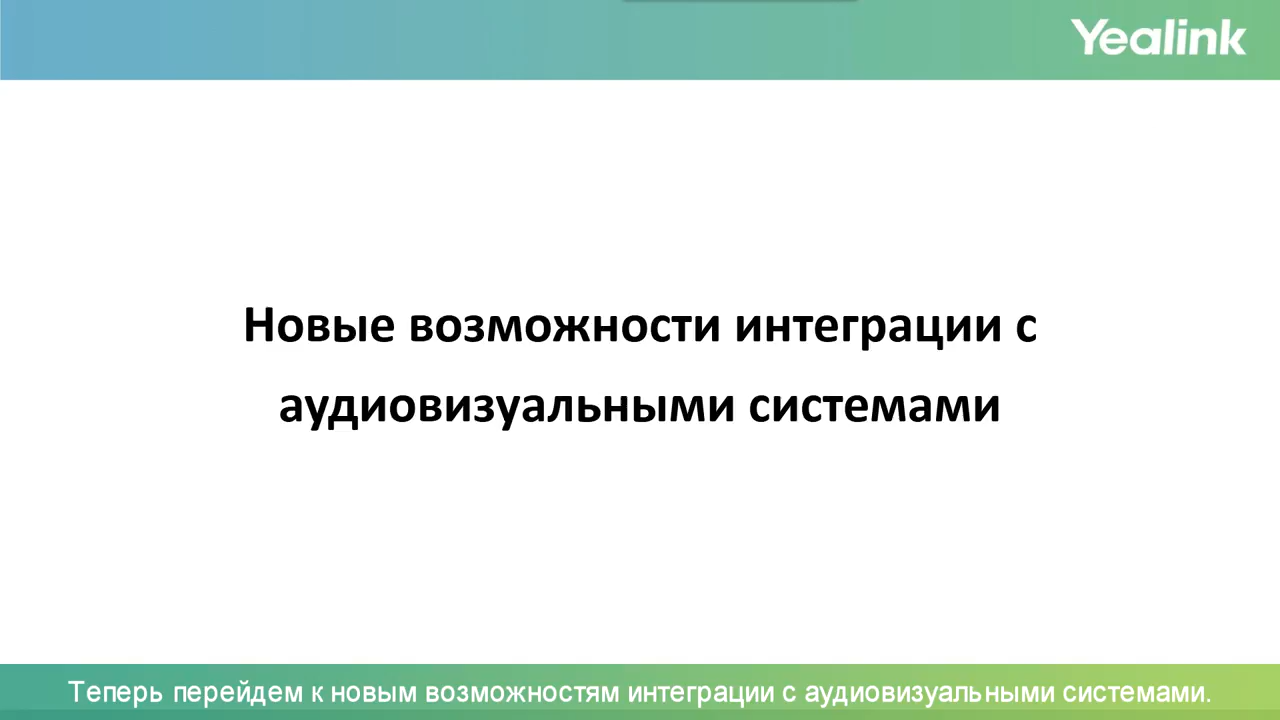 Yealink
Новые возможности интеграции с
аудиовизуальными системами
Теперь перейдем к новым возможностям интеграции с аудиовизуальными системами.